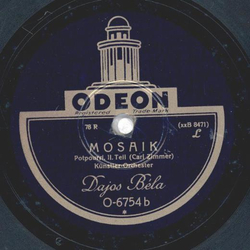 ODEON
Registered Trade-Mark
78 R
(xxB 8471)
L
MOSAIK
Potpourri, II. Teil (Carl Zimmer)
Künstler-Orchester
Dajos Béla
O-6754 b